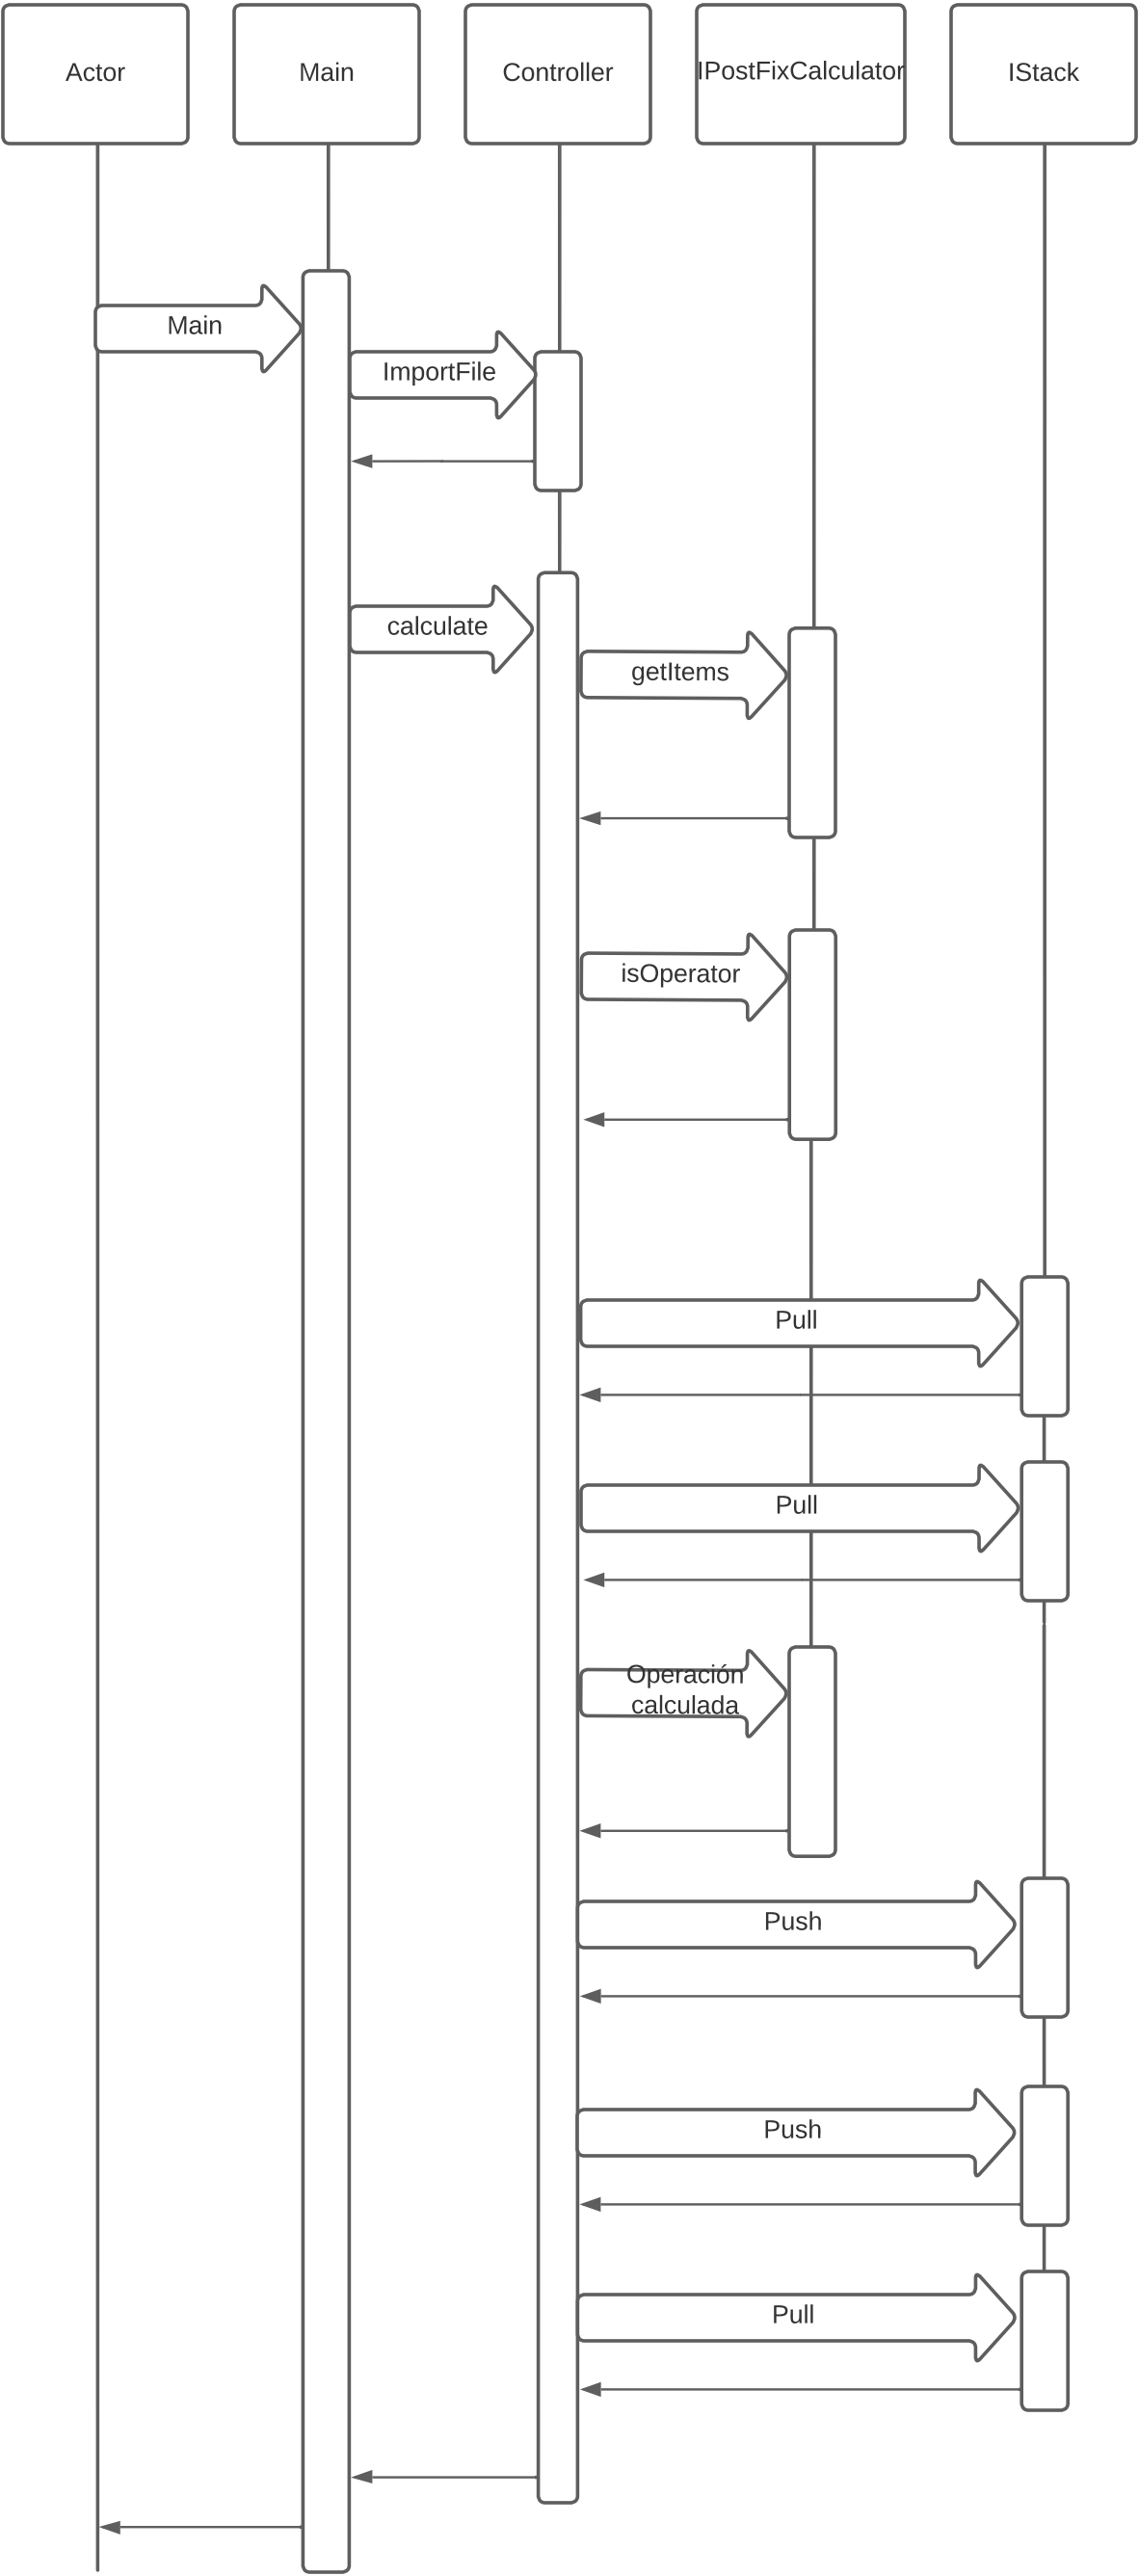 Actor
Main
Controller
IPostFixCalculator
IStack
Main
ImportFile
calculate
getItems
isOperator
Pull
Pull
Operación
calculada
Push
Push
Pull